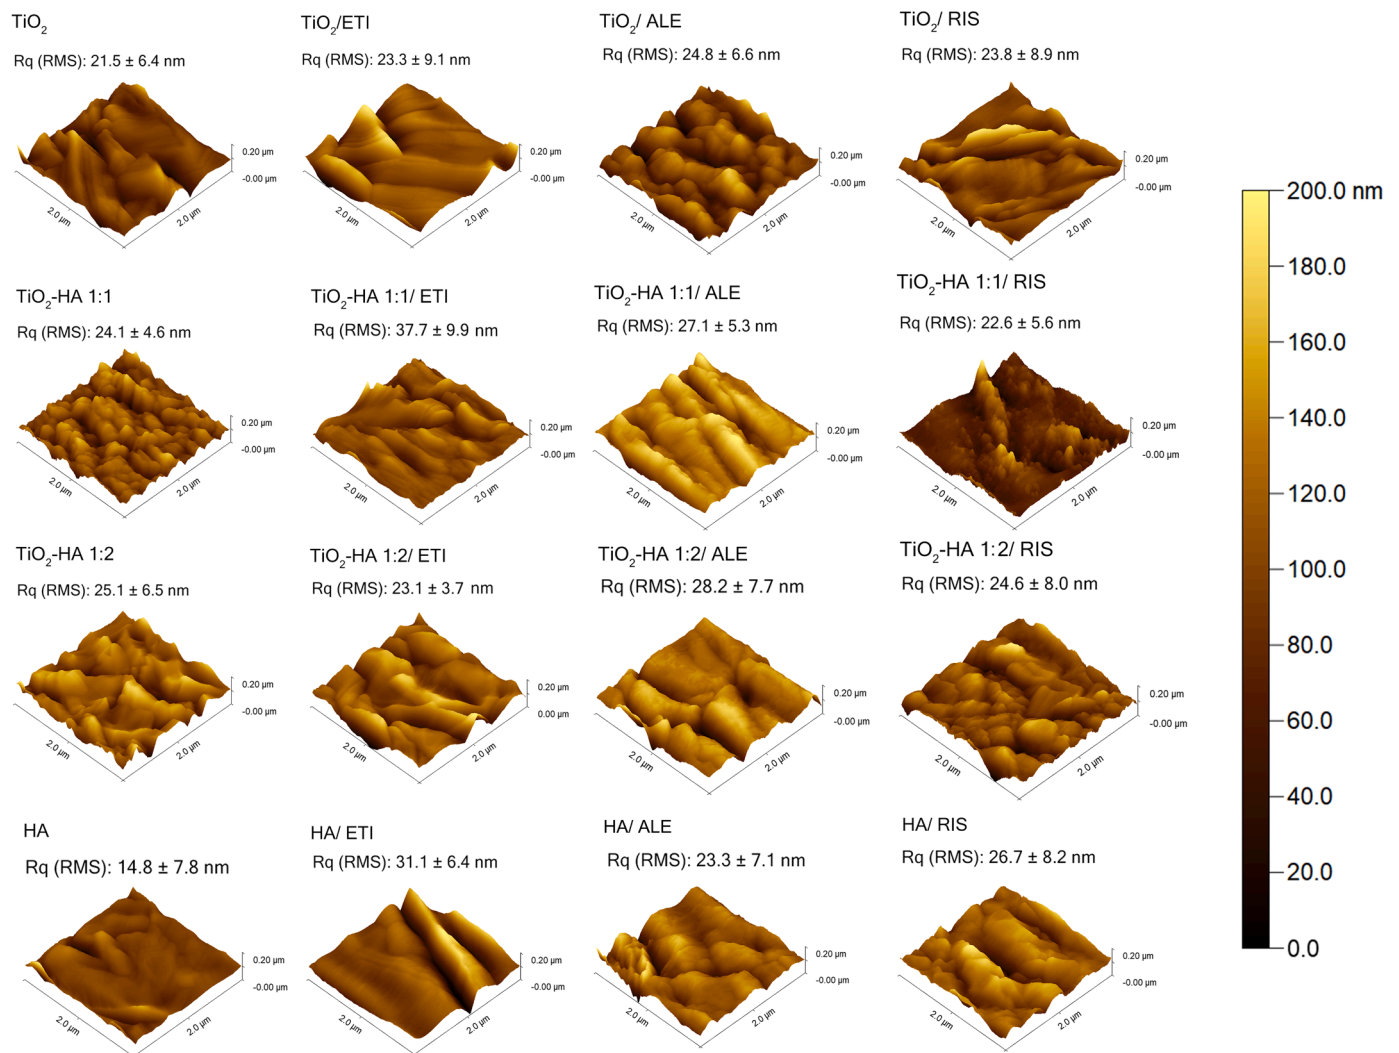 TiO2
Rq (RMS): 21.5 ± 6.4 nm
0.20 µm
-0.00 µm
2.0 µm
2.0 µm
TiO2/ETI
Rq (RMS): 23.3 ± 9.1 nm
0.20 µm
-0.00 µm
2.0 µm
2.0 µm
TiO2/ ALE
Rq (RMS): 24.8 ± 6.6 nm
0.20 µm
-0.00 µm
2.0 µm
2.0 µm
TiO2/ RIS
Rq (RMS): 23.8 ± 8.9 nm
0.20 µm
-0.00 µm
2.0 µm
2.0 µm
TiO2-HA 1:1
Rq (RMS): 24.1 ± 4.6 nm
0.20 µm
-0.00 µm
2.0 µm
2.0 µm
TiO2-HA 1:1/ ETI
Rq (RMS): 37.7 ± 9.9 nm
0.20 µm
-0.00 µm
2.0 µm
2.0 µm
TiO2-HA 1:1/ ALE
Rq (RMS): 27.1 ± 5.3 nm
0.20 µm
-0.00 µm
2.0 µm
2.0 µm
TiO2-HA 1:1/ RIS
Rq (RMS): 22.6 ± 5.6 nm
0.20 µm
-0.00 µm
2.0 µm
2.0 µm
TiO2-HA 1:2
Rq (RMS): 25.1 ± 6.5 nm
0.20 µm
-0.00 µm
2.0 µm
2.0 µm
TiO2-HA 1:2/ ETI
Rq (RMS): 23.1 ± 3.7 nm
0.20 µm
0.00 µm
2.0 µm
2.0 µm
TiO2-HA 1:2/ ALE
Rq (RMS): 28.2 ± 7.7 nm
0.20 µm
-0.00 µm
2.0 µm
2.0 µm
TiO2-HA 1:2/ RIS
Rq (RMS): 24.6 ± 8.0 nm
0.20 µm
-0.00 µm
2.0 µm
2.0 µm
HA
Rq (RMS): 14.8 ± 7.8 nm
0.20 µm
-0.00 µm
2.0 µm
2.0 µm
HA/ ETI
Rq (RMS): 31.1 ± 6.4 nm
0.20 µm
-0.00 µm
2.0 µm
2.0 µm
HA/ ALE
Rq (RMS): 23.3 ± 7.1 nm
0.20 µm
-0.00 µm
2.0 µm
2.0 µm
HA/ RIS
Rq (RMS): 26.7 ± 8.2 nm
0.20 µm
-0.00 µm
2.0 µm
2.0 µm
200.0 nm
180.0
160.0
140.0
120.0
100.0
80.0
60.0
40.0
20.0
0.0